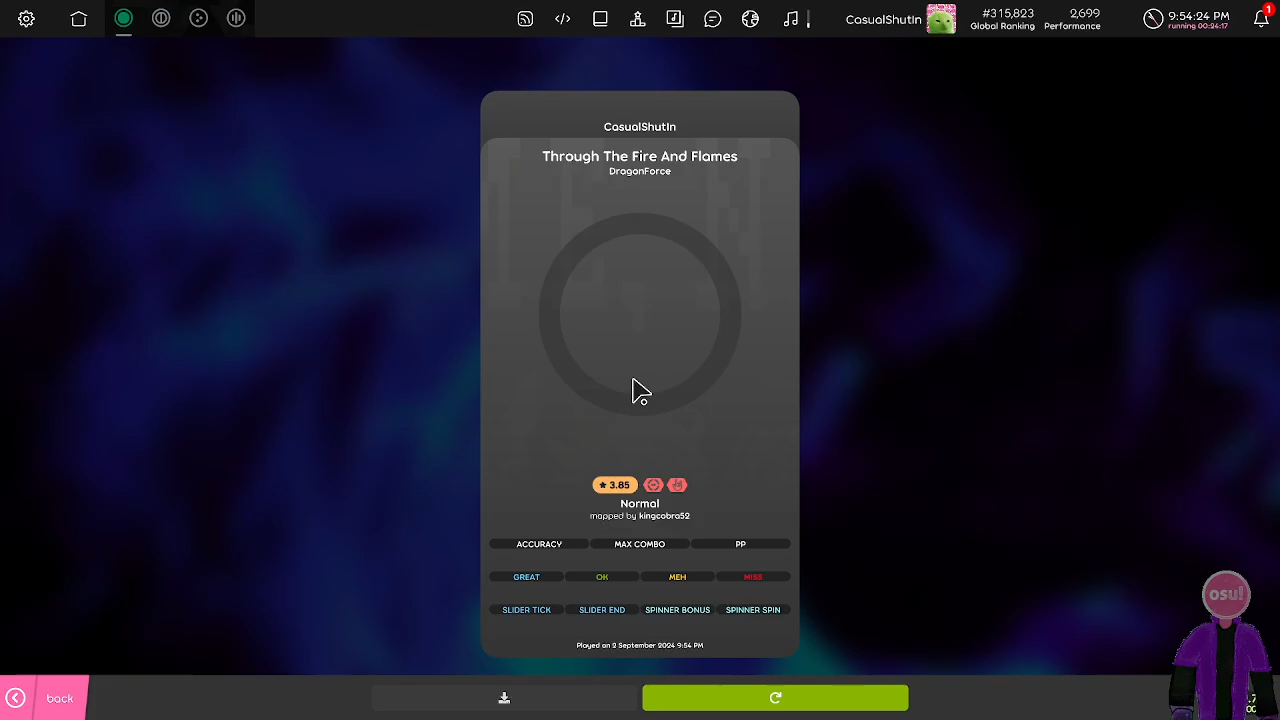 CasualShutIn
#315,823
Global Ranking
2,699
Performance
9:54:24 PM
running 00:24:17
1
CasualShutIn
Through The Fire And Flames
DragonForce
3.85
Normal
mapped by kingcobra52
ACCURACY MAX COMBO PP
GREAT OK MEH MISS
SLIDER TICK SLIDER END SPINNER BONUS SPINNER SPIN
Played on 2 September 2024 9:54 PM
back
osu!